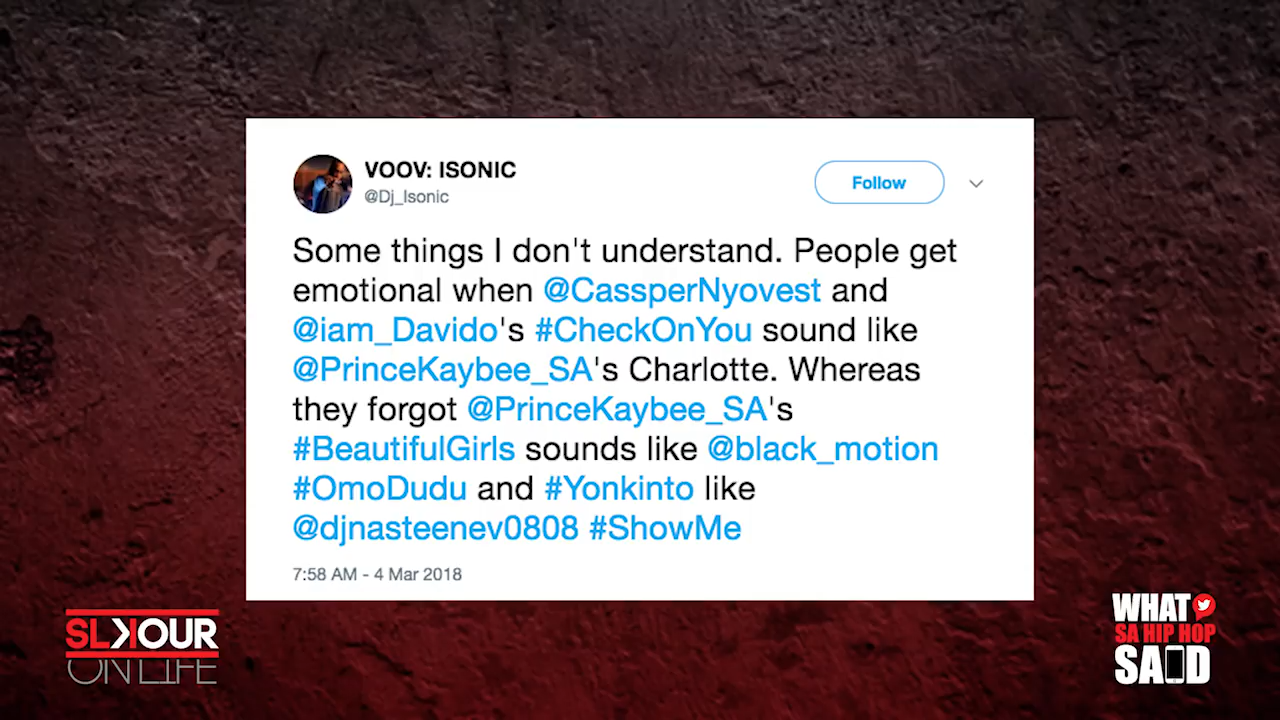 VOOV: ISONIC
@Dj_Isonic
Follow
Some things I don't understand. People get
emotional when @CassperNyovest and
@iam_Davido's #CheckOnYou sound like
@PrinceKaybee_SA's Charlotte. Whereas
they forgot @PrinceKaybee_SA's
#BeautifulGirls sounds like @black_motion
#OmoDudu and #Yonkinto like
@djnasteenev0808 #ShowMe
7:58 AM - 4 Mar 2018
SLKOUR
ON LIFE
WHAT
SA HIP HOP
SAID